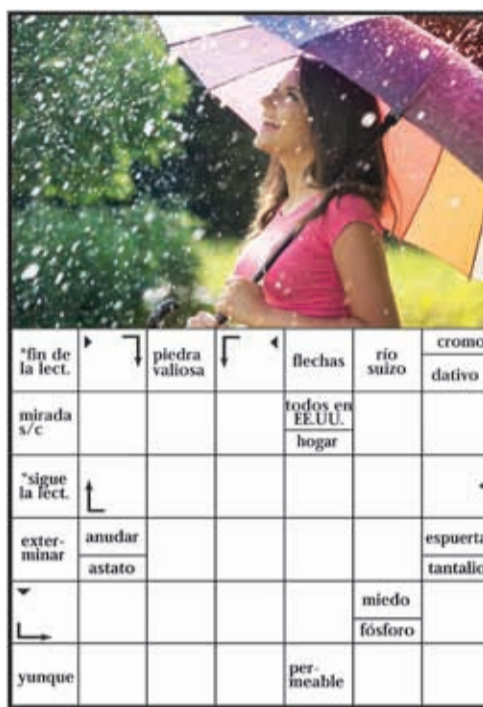 *fin de
la lect.
piedra
valiosa
flechas
río
suizo
cromo
dativo
mirada
s/c
todos en
EE.UU.
hogar
*sigue
la lect.
exter-
minar
anudar
astato
espuerta
tantalio
miedo
fósforo
yunque
per-
meable